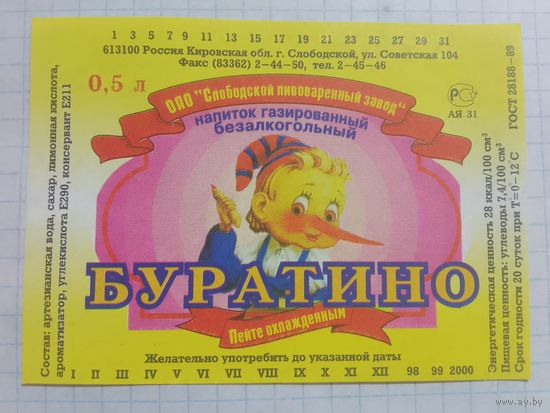 1 3 5 7 9 11 13 15 17 19 21 23 25 27 29 31
613100 Россия Кировская обл. г. Слободской, ул. Советская 104
Факс (83362) 2-44-50, тел. 2-45-46
0,5 л
ОАО "Слободской пивоваренный завод"
напиток газированный
безалкогольный
РСТ
АЯ 31
ГОСТ 28188-89
БУРАТИНО
Пейте охлажденным
Желательно употребить до указанной даты
I II III IV V VI VII VIII IX X XI XII 98 99 2000
Состав: артезианская вода, сахар, лимонная кислота,
ароматизатор, углекислота Е290, консервант Е211
Энергетическая ценность 28 ккал/100 см³
Пищевая ценность: углеводы 7,4/100 см³
Срок годности 20 суток при Т=0°-12°С
www.ay.by